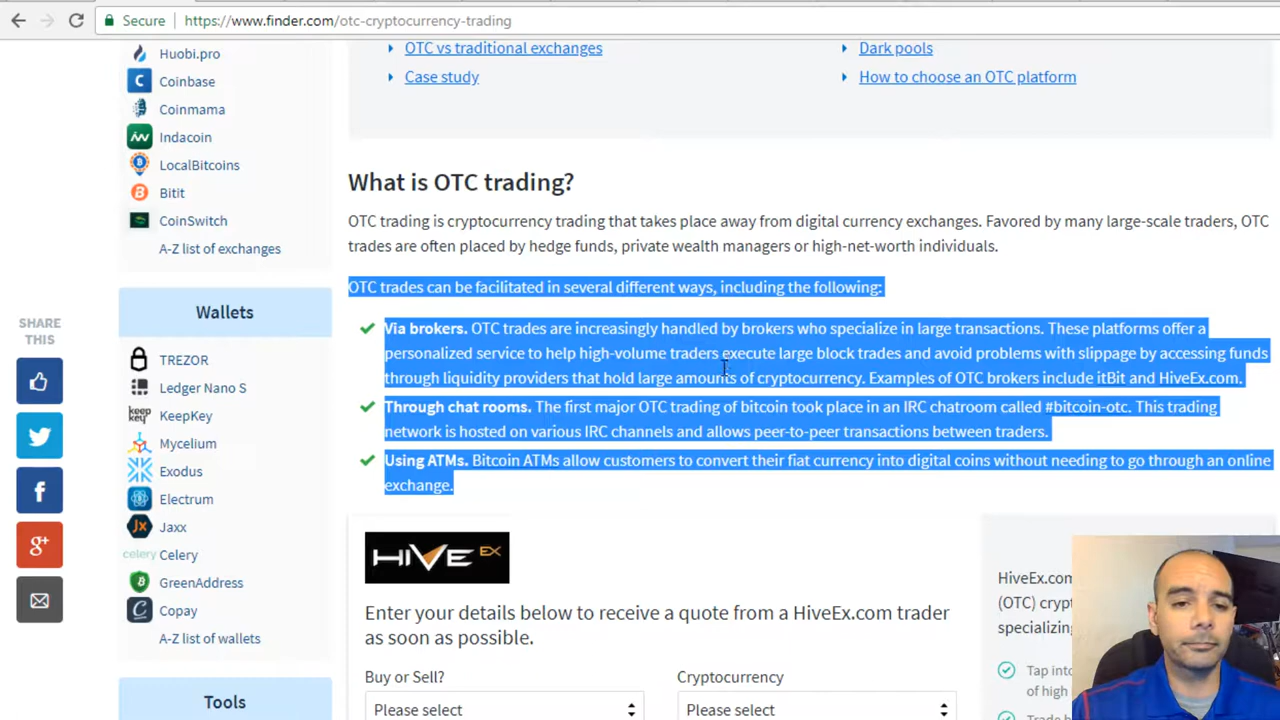 Secure
https://www.finder.com/otc-cryptocurrency-trading
Huobi.pro
Coinbase
Coinmama
Indacoin
LocalBitcoins
Bitit
CoinSwitch
A-Z list of exchanges
Wallets
TREZOR
Ledger Nano S
KeepKey
Mycelium
Exodus
Electrum
Jaxx
celery Celery
GreenAddress
Copay
A-Z list of wallets
Tools
SHARE
THIS
OTC vs traditional exchanges
Case study
Dark pools
How to choose an OTC platform
What is OTC trading?
OTC trading is cryptocurrency trading that takes place away from digital currency exchanges. Favored by many large-scale traders, OTC
trades are often placed by hedge funds, private wealth managers or high-net-worth individuals.
OTC trades can be facilitated in several different ways, including the following:
Via brokers. OTC trades are increasingly handled by brokers who specialize in large transactions. These platforms offer a
personalized service to help high-volume traders execute large block trades and avoid problems with slippage by accessing funds
through liquidity providers that hold large amounts of cryptocurrency. Examples of OTC brokers include itBit and HiveEx.com.
Through chat rooms. The first major OTC trading of bitcoin took place in an IRC chatroom called #bitcoin-otc. This trading
network is hosted on various IRC channels and allows peer-to-peer transactions between traders.
Using ATMs. Bitcoin ATMs allow customers to convert their fiat currency into digital coins without needing to go through an online
exchange.
HIVE EX
Enter your details below to receive a quote from a HiveEx.com trader
as soon as possible.
Buy or Sell?
Please select
Cryptocurrency
Please select
HiveEx.com
(OTC)
specializing
Tap into
of high